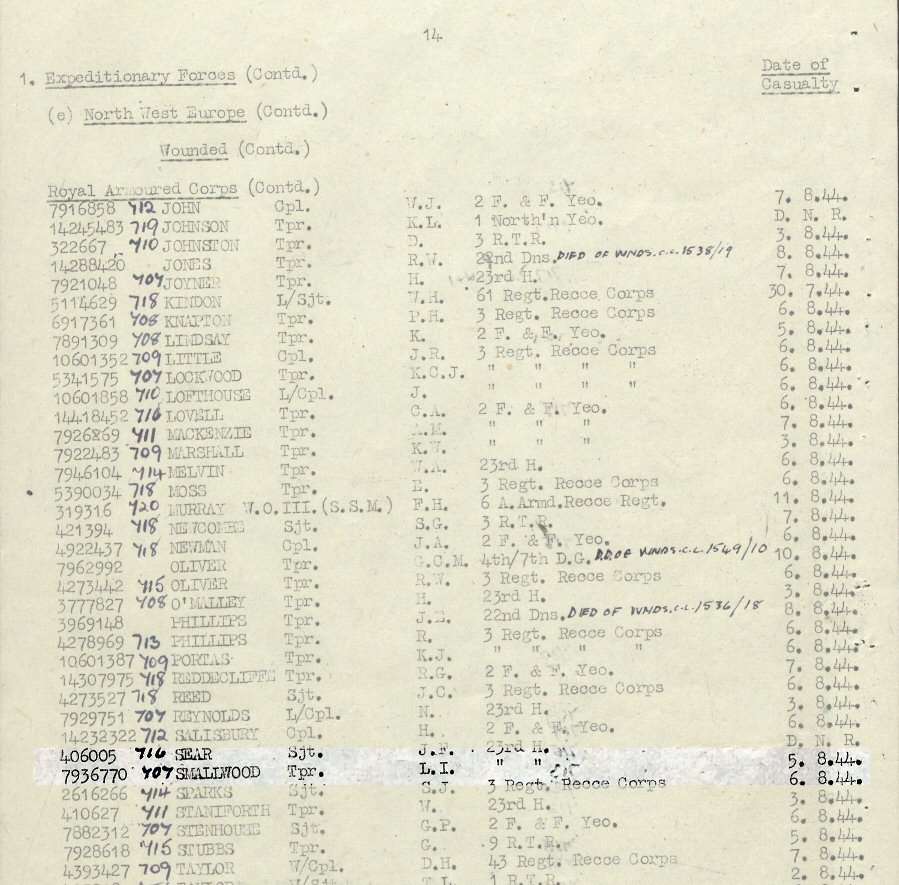 14
1. Expeditionary Forces (Contd.) Date of Casualty.
(e) North West Europe (Contd.)
Wounded (Contd.)
Royal Armoured Corps (Contd.)
7916858 412 JOHN Cpl. W.J. 2 F. & F. Yeo. 7. 8.44.
14245483 719 JOHNSON Tpr. K.L. 1 North'n Yeo. D. N. R.
322667 410 JOHNSTON Tpr. D. 3 R.T.R. 3. 8.44.
14288420 JONES Tpr. R.W. 22nd Dns. DIED OF WNDS.C.C.1538/19 8. 8.44.
7921048 407 JOYNER Tpr. H. 23rd H. 7. 8.44.
5114629 718 KINDON L/Sjt. W.H. 61 Regt.Recce Corps 30. 7.44.
6917361 408 KNAPTON Tpr. P.H. 3 Regt. Recce Corps 6. 8.44.
7891309 408 LINDSAY Tpr. K. 2 F. & F. Yeo. 5. 8.44.
10601352 709 LITTLE Cpl. J.R. 3 Regt. Recce Corps 6. 8.44.
5341575 707 LOCKWOOD Tpr. K.C.J. " " " " 6. 8.44.
10601858 710 LOFTHOUSE L/Cpl. J. " " " " 6. 8.44.
14418452 716 LOVELL Tpr. C.A. 2 F. & F. Yeo. 6. 8.44.
7926869 411 MACKENZIE Tpr. A.M. " " " 7. 8.44.
7922483 709 MARSHALL Tpr. K.W. " " " 3. 8.44.
7946104 414 MELVIN Tpr. W.A. 23rd H. 6. 8.44.
5390034 718 MOSS Tpr. E. 3 Regt. Recce Corps 6. 8.44.
319316 420 MURRAY W.O.III.(S.S.M.) F.H. 6 A.Armd.Recce Regt. 11. 8.44.
421394 418 NEWCOMBE Sjt. S.G. 3 R.T.R. 7. 8.44.
4922437 418 NEWMAN Cpl. J.A. 2 F. & F. Yeo. 6. 8.44.
7962992 OLIVER Tpr. G.C.M. 4th/7th D.G. D.D.OF WNDS.C.C.1549/10 10. 8.44.
4273442 415 OLIVER Tpr. R.W. 3 Regt. Recce Corps 6. 8.44.
3777827 408 O'MALLEY Tpr. H. 23rd H. 3. 8.44.
3969148 PHILLIPS Tpr. J.E. 22nd Dns. DIED OF WNDS.C.C.1536/18 8. 8.44.
4278969 713 PHILLIPS Tpr. R. 3 Regt. Recce Corps 6. 8.44.
10601387 709 PORTAS Tpr. K.J. " " " " 6. 8.44.
14307975 418 REDDECLIFFE Tpr. R.G. 2 F. & F. Yeo. 7. 8.44.
4273527 718 REED Sjt. J.C. 3 Regt. Recce Corps 6. 8.44.
7929751 707 REYNOLDS L/Cpl. N. 23rd H. 3. 8.44.
14232322 712 SALISBURY Cpl. H. 2 F. & F. Yeo. 6. 8.44.
406005 716 SEAR Sjt. J.F. 23rd H. D. N. R.
7936770 407 SMALLWOOD Tpr. L.I. " " 5. 8.44.
2616266 414 SPARKS Sjt. S.J. 3 Regt. Recce Corps 6. 8.44.
410627 411 STANIFORTH Tpr. W. 23rd H. 3. 8.44.
7882312 707 STENHOUSE Sjt. G.P. 2 F. & F. Yeo. 6. 8.44.
7928618 415 STUBBS Tpr. G. 9 R.T.R. 5. 8.44.
4393427 709 TAYLOR W/Cpl. D.H. 43 Regt. Recce Corps 7. 8.44.
1 R.T.R. 2. 8.44.